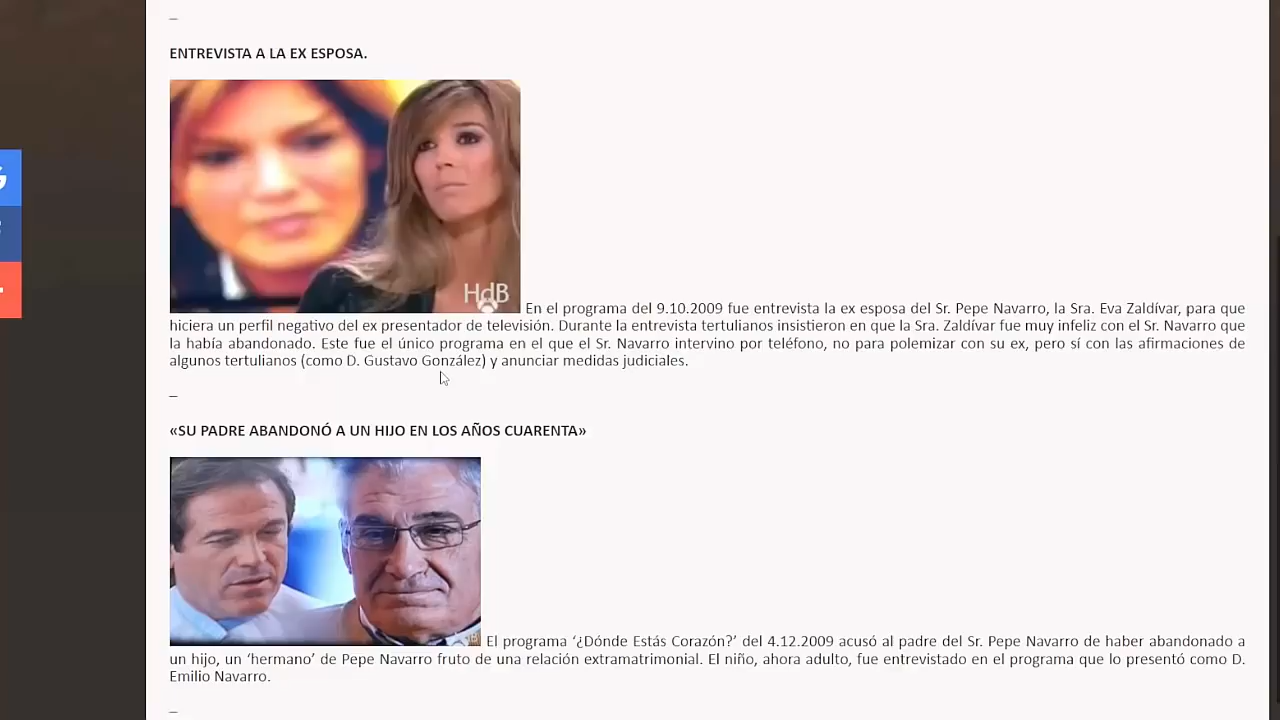 –
ENTREVISTA A LA EX ESPOSA.
HdB
En el programa del 9.10.2009 fue entrevista la ex esposa del Sr. Pepe Navarro, la Sra. Eva Zaldívar, para que
hiciera un perfil negativo del ex presentador de televisión. Durante la entrevista tertulianos insistieron en que la Sra. Zaldívar fue muy infeliz con el Sr. Navarro que
la había abandonado. Este fue el único programa en el que el Sr. Navarro intervino por teléfono, no para polemizar con su ex, pero sí con las afirmaciones de
algunos tertulianos (como D. Gustavo González) y anunciar medidas judiciales.
–
«SU PADRE ABANDONÓ A UN HIJO EN LOS AÑOS CUARENTA»
El programa ‘¿Dónde Estás Corazón?’ del 4.12.2009 acusó al padre del Sr. Pepe Navarro de haber abandonado a
un hijo, un ‘hermano’ de Pepe Navarro fruto de una relación extramatrimonial. El niño, ahora adulto, fue entrevistado en el programa que lo presentó como D.
Emilio Navarro.
–